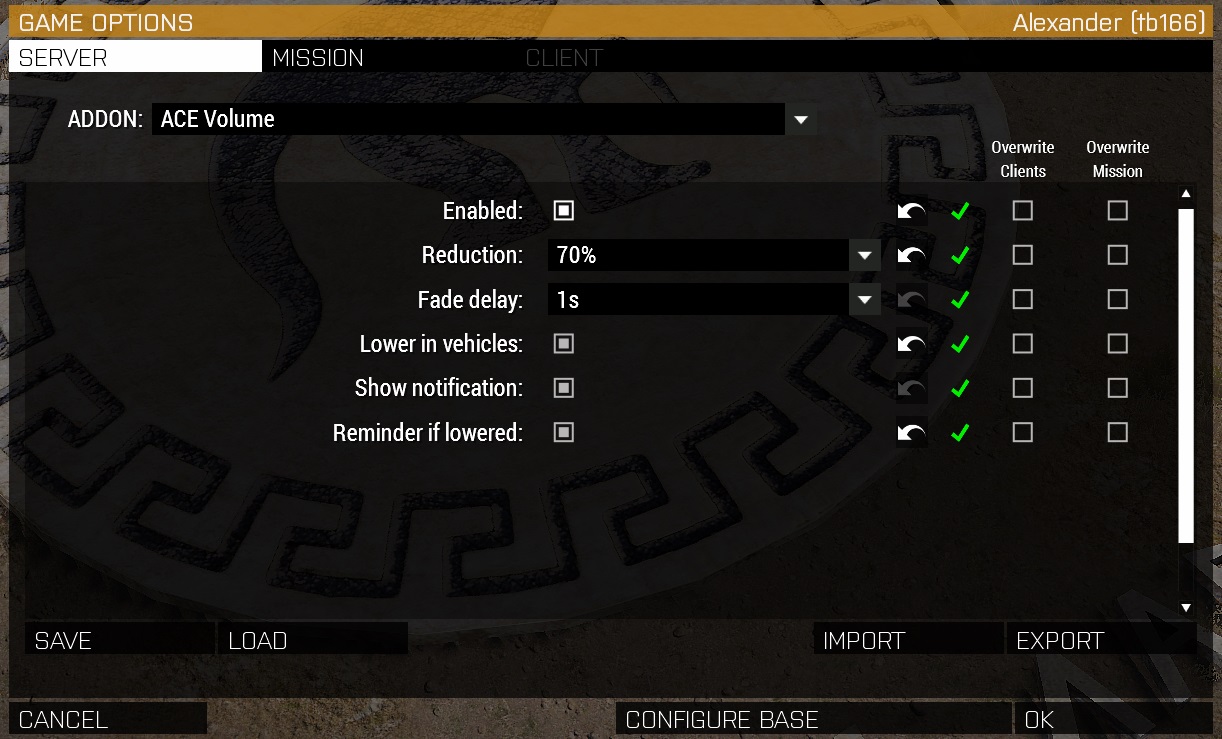 GAME OPTIONS Alexander (tb166)
SERVER MISSION CLIENT
ADDON: ACE Volume
Overwrite Clients Overwrite Mission
Enabled:
Reduction: 70%
Fade delay: 1s
Lower in vehicles:
Show notification:
Reminder if lowered:
SAVE LOAD IMPORT EXPORT
CANCEL CONFIGURE BASE OK